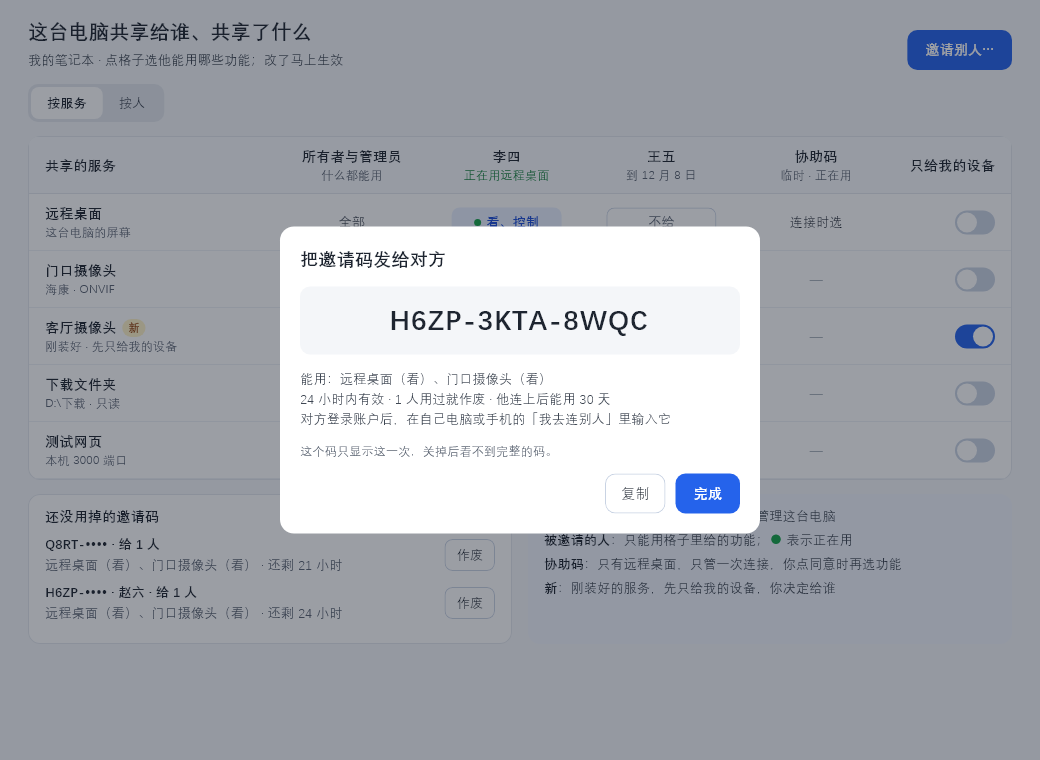 这台电脑共享给谁、共享了什么
我的笔记本 · 点格子选他能用哪些功能；改了马上生效
邀请别人…
按服务 按人
共享的服务 所有者与管理员 李四 王五 协助码 只给我的设备
什么都能用 正在用远程桌面 到 12 月 8 日 临时 · 正在用
远程桌面 全部 看、控制 不给 连接时选
这台电脑的屏幕
门口摄像头 —
海康 · ONVIF
客厅摄像头 新 —
刚装好 · 先只给我的设备
下载文件夹 —
D:\下载 · 只读
测试网页 —
本机 3000 端口
把邀请码发给对方
H6ZP-3KTA-8WQC
能用：远程桌面（看）、门口摄像头（看）
24 小时内有效 · 1 人用过就作废 · 他连上后能用 30 天
对方登录账户后，在自己电脑或手机的「我去连别人」里输入它
这个码只显示这一次，关掉后看不到完整的码。
复制 完成
还没用掉的邀请码
Q8RT-•••• · 给 1 人
远程桌面（看）、门口摄像头（看） · 还剩 21 小时
作废
H6ZP-•••• · 赵六 · 给 1 人
远程桌面（看）、门口摄像头（看） · 还剩 24 小时
作废
管理这台电脑
被邀请的人：只能用格子里给的功能；● 表示正在用
协助码：只有远程桌面，只管一次连接，你点同意时再选功能
新：刚装好的服务，先只给我的设备，你决定给谁